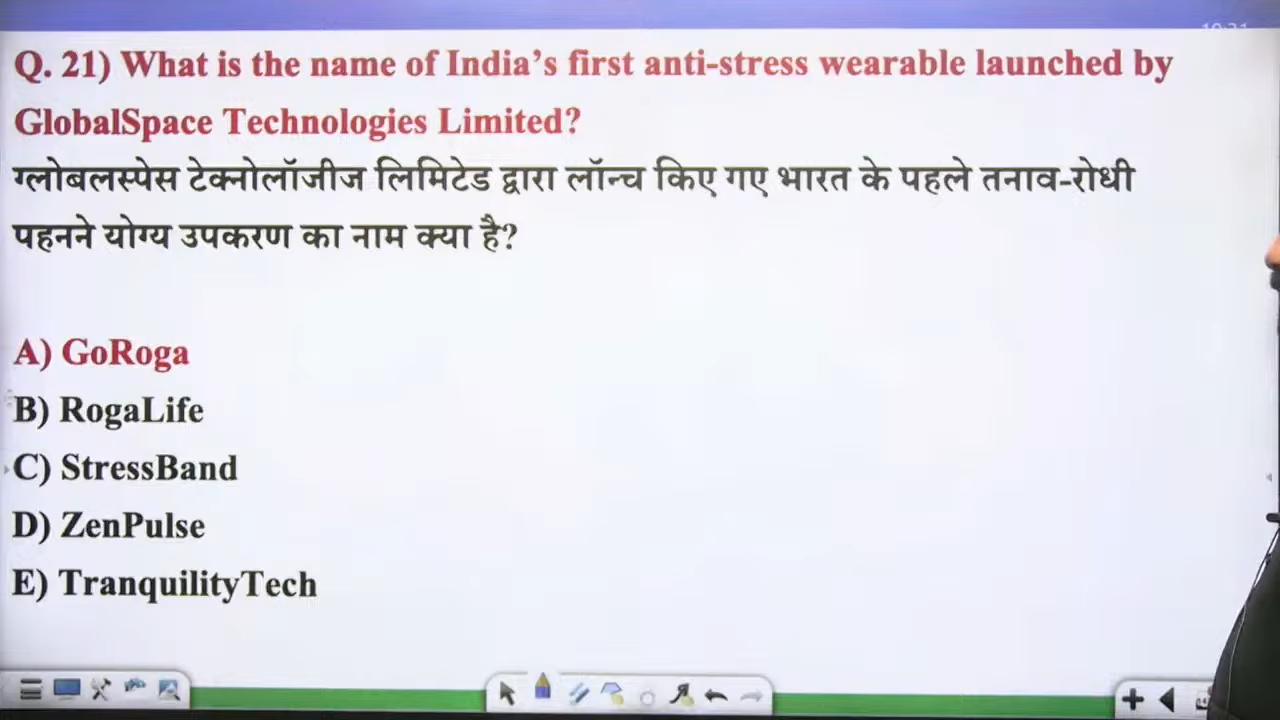 Q. 21) What is the name of India’s first anti-stress wearable launched by
GlobalSpace Technologies Limited?
ग्लोबलस्पेस टेक्नोलॉजीज लिमिटेड द्वारा लॉन्च किए गए भारत के पहले तनाव-रोधी
पहनने योग्य उपकरण का नाम क्या है?
A) GoRoga
B) RogaLife
C) StressBand
D) ZenPulse
E) TranquilityTech